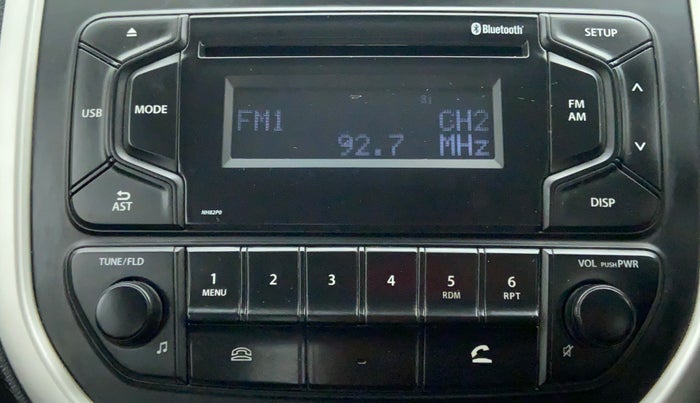 Bluetooth
SETUP
USB
MODE
FM1 CH2
92.7 MHz
FM
AM
AST
DISP
NH82P0
TUNE/FLD
VOL PUSH PWR
1
MENU
2
3
4
5
RDM
6
RPT